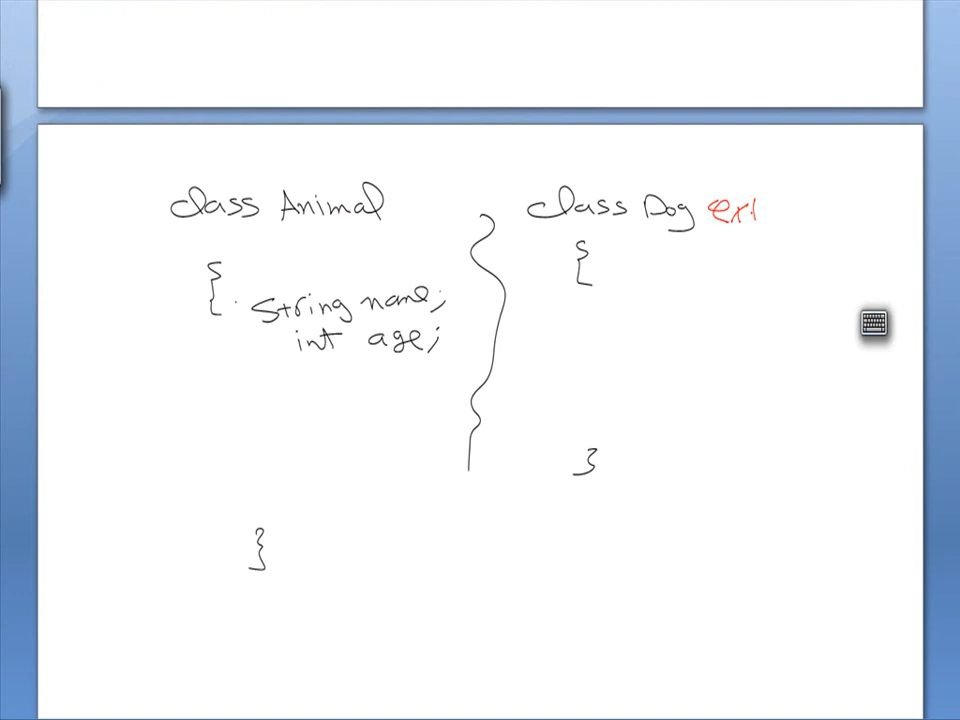 class Animal
{ String name;
int age;
}
class Dog ext
{
}